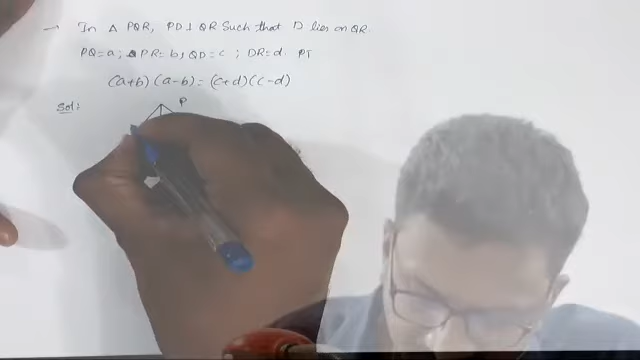 → In Δ PQR, PD ⊥ QR Such that D lies on QR.
PQ = a; PR = b, QD = c ; DR = d PT
(a+b) (a-b) = (c+d) (c-d)
Sol:
P